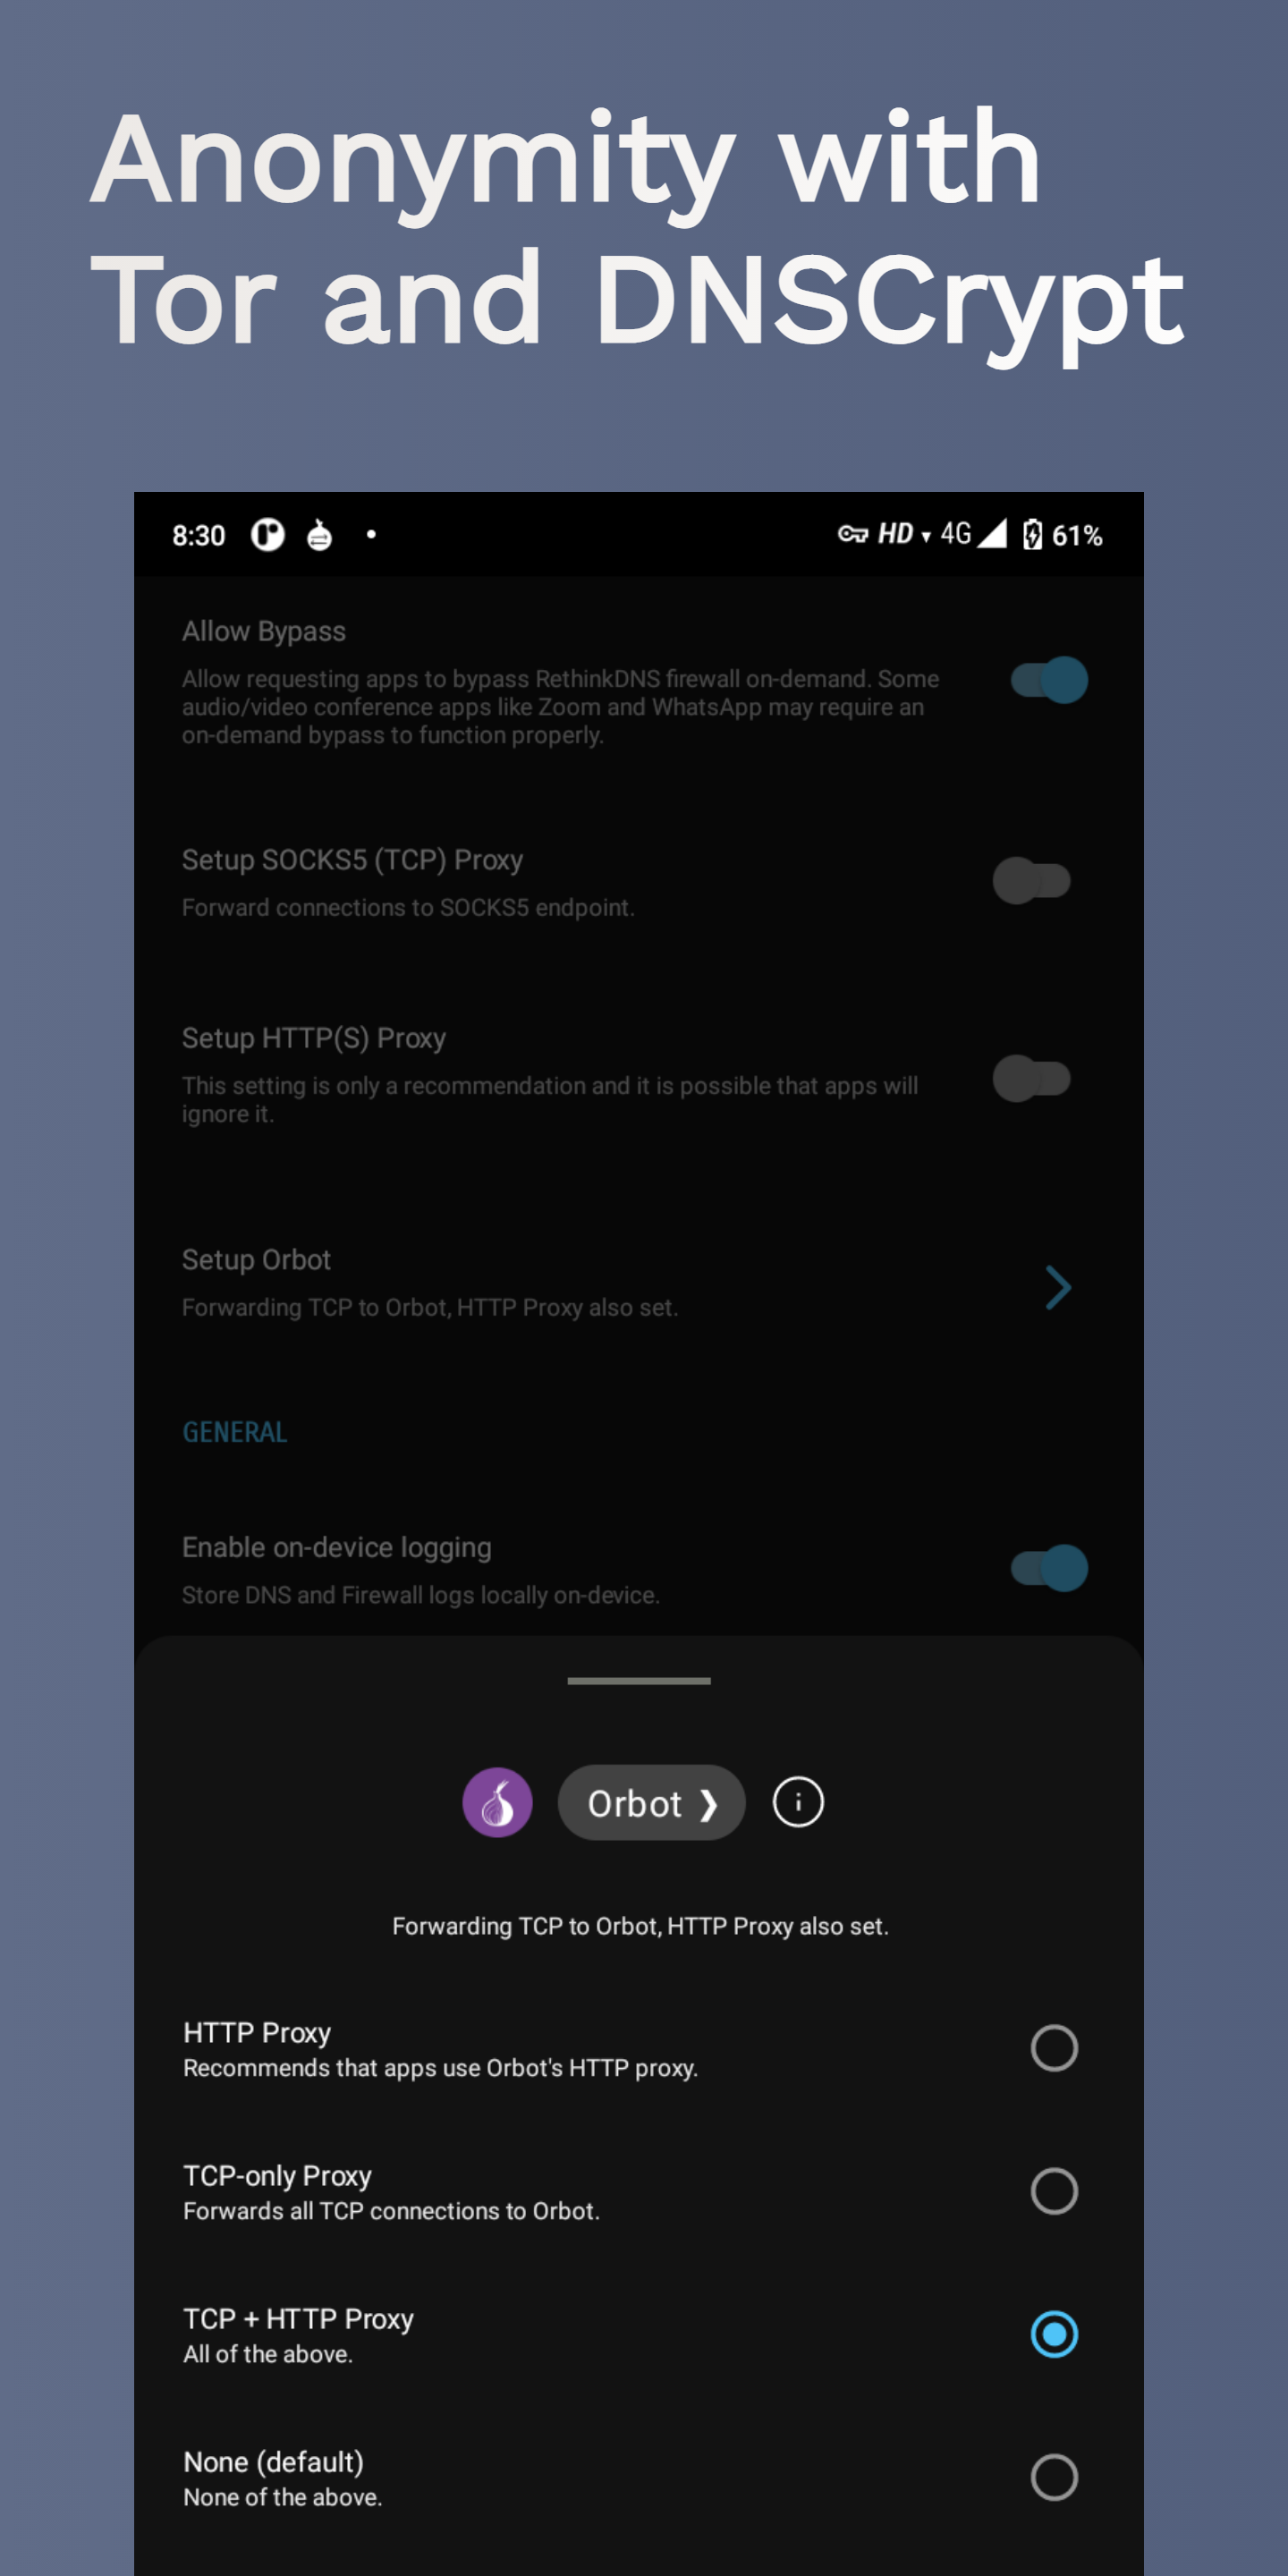 Anonymity with
Tor and DNSCrypt
8:30 HD 4G 61%
Allow Bypass
Allow requesting apps to bypass RethinkDNS firewall on-demand. Some
audio/video conference apps like Zoom and WhatsApp may require an
on-demand bypass to function properly.
Setup SOCKS5 (TCP) Proxy
Forward connections to SOCKS5 endpoint.
Setup HTTP(S) Proxy
This setting is only a recommendation and it is possible that apps will
ignore it.
Setup Orbot
Forwarding TCP to Orbot, HTTP Proxy also set.
GENERAL
Enable on-device logging
Store DNS and Firewall logs locally on-device.
Orbot ❯
Forwarding TCP to Orbot, HTTP Proxy also set.
HTTP Proxy
Recommends that apps use Orbot's HTTP proxy.
TCP-only Proxy
Forwards all TCP connections to Orbot.
TCP + HTTP Proxy
All of the above.
None (default)
None of the above.